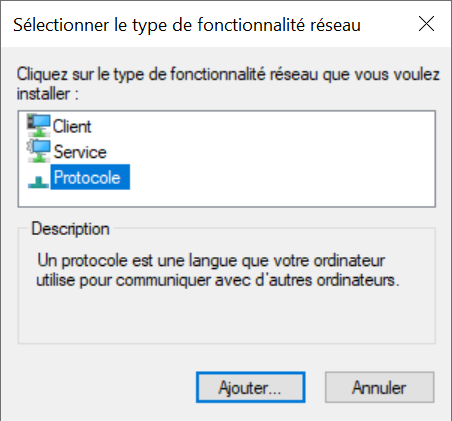 Sélectionner le type de fonctionnalité réseau
Cliquez sur le type de fonctionnalité réseau que vous voulez
installer :
Client
Service
Protocole
Description
Un protocole est une langue que votre ordinateur
utilise pour communiquer avec d'autres ordinateurs.
Ajouter...
Annuler